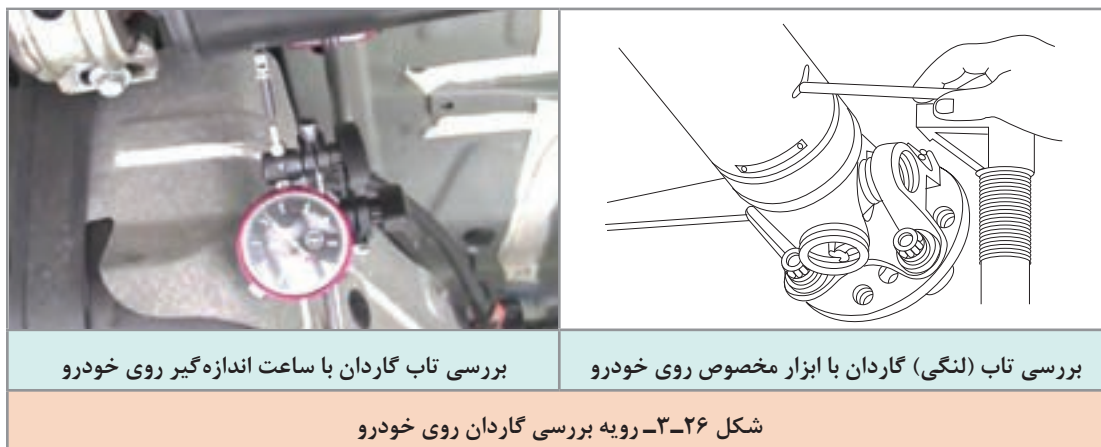 بررسی تاب (لنگی) گاردان با ابزار مخصوص روی خودرو
بررسی تاب گاردان با ساعت اندازه‌گیر روی خودرو
شکل ۲۶ـ۳ـ رویه بررسی گاردان روی خودرو